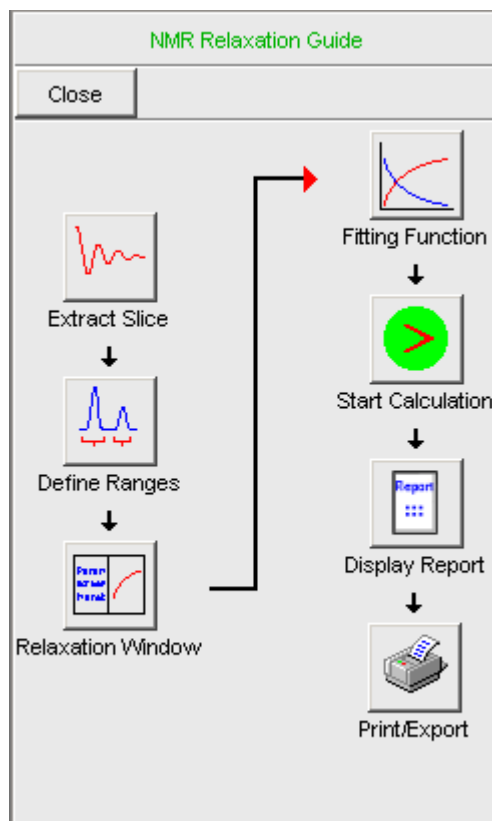 NMR Relaxation Guide
Close
Extract Slice
Define Ranges
Relaxation Window
Fitting Function
Start Calculation
Report
Display Report
Print/Export